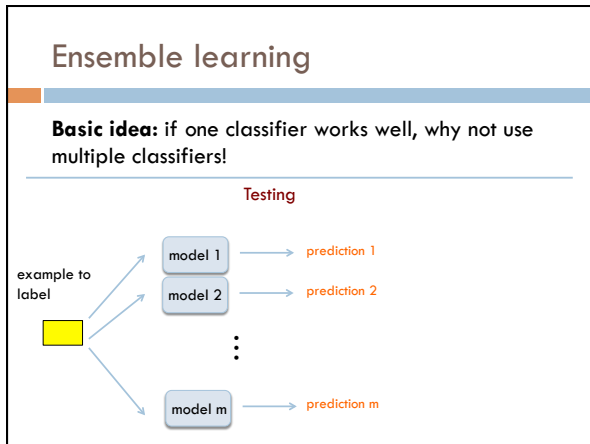 Ensemble learning
Basic idea: if one classifier works well, why not use
multiple classifiers!
Testing
example to
label
model 1
prediction 1
model 2
prediction 2
model m
prediction m